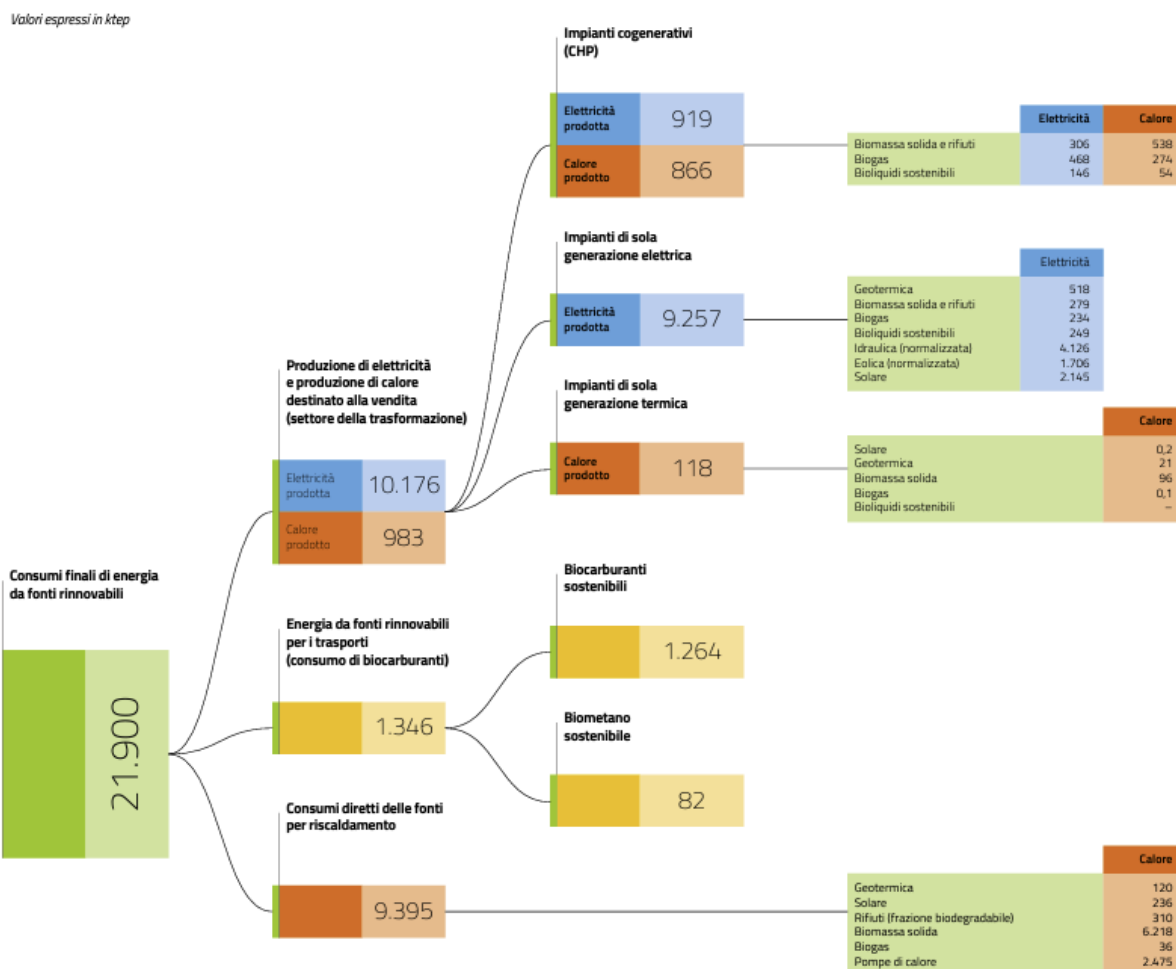 Valori espressi in ktep
Impianti cogenerativi
(CHP)
Elettricità
prodotta
919
Calore
prodotto
866
Elettricità Calore
Biomassa solida e rifiuti 306 538
Biogas 468 274
Bioliquidi sostenibili 146 54
Impianti di sola
generazione elettrica
Elettricità
prodotta
9.257
Elettricità
Geotermica 518
Biomassa solida e rifiuti 279
Biogas 234
Bioliquidi sostenibili 249
Idraulica (normalizzata) 4.126
Eolica (normalizzata) 1.706
Solare 2.145
Produzione di elettricità
e produzione di calore
destinato alla vendita
(settore della trasformazione)
Elettricità
prodotta
10.176
Calore
prodotto
983
Impianti di sola
generazione termica
Calore
prodotto
118
Calore
Solare 0,2
Geotermica 21
Biomassa solida 96
Biogas 0,1
Bioliquidi sostenibili –
Consumi finali di energia
da fonti rinnovabili
21.900
Energia da fonti rinnovabili
per i trasporti
(consumo di biocarburanti)
1.346
Biocarburanti
sostenibili
1.264
Biometano
sostenibile
82
Consumi diretti delle fonti
per riscaldamento
9.395
Calore
Geotermica 120
Solare 236
Rifiuti (frazione biodegradabile) 310
Biomassa solida 6.218
Biogas 36
Pompe di calore 2.475